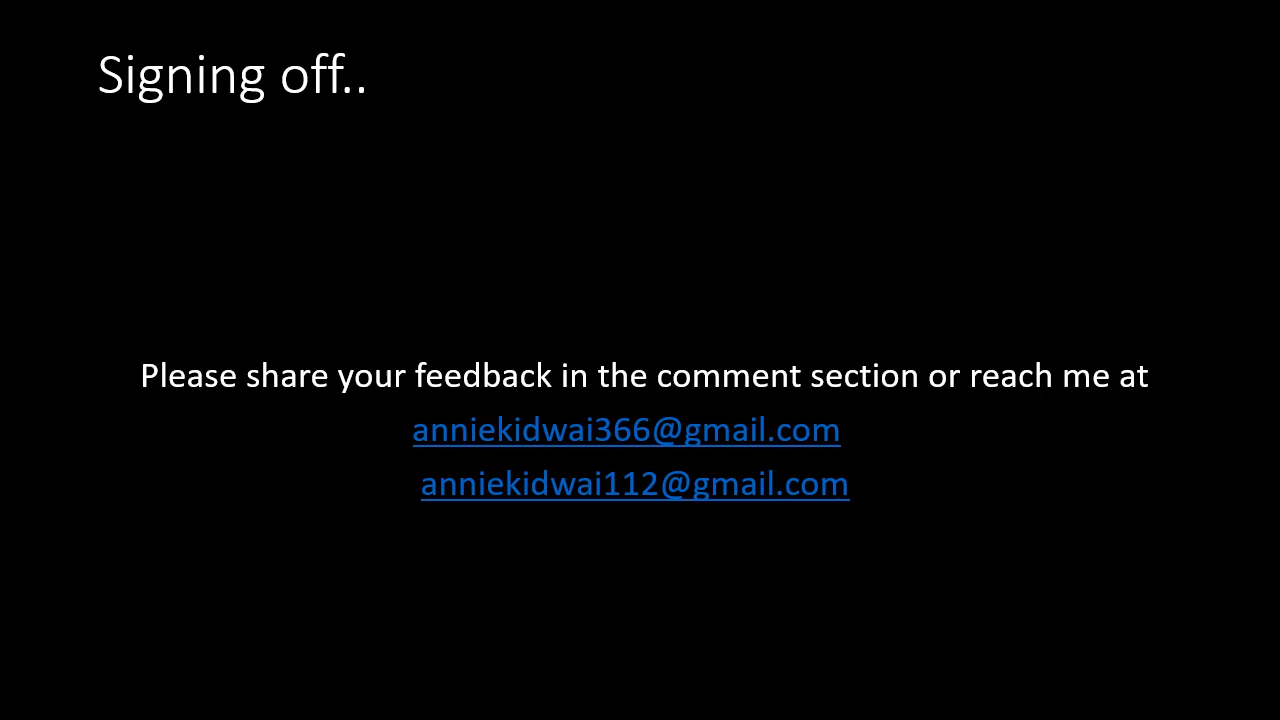 Signing off..
Please share your feedback in the comment section or reach me at
anniekidwai366@gmail.com
anniekidwai112@gmail.com